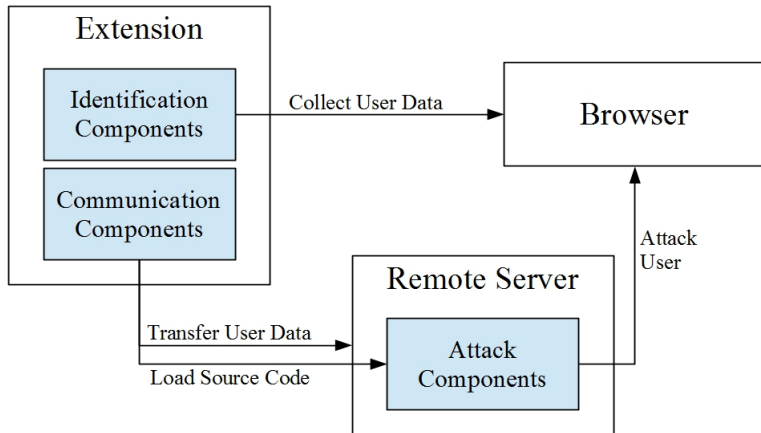 Extension
Identification
Components
Collect User Data
Browser
Communication
Components
Attack
User
Remote Server
Transfer User Data
Attack
Components
Load Source Code